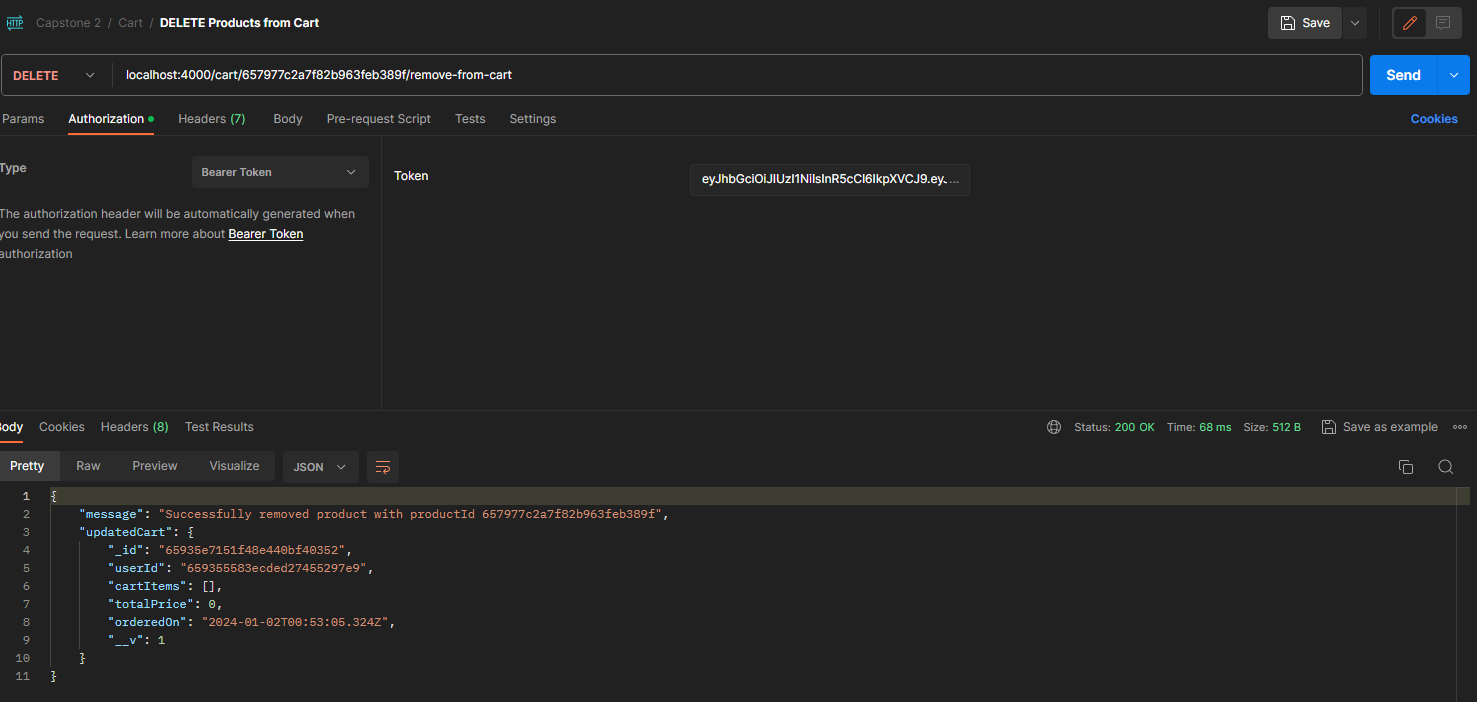 HTTP Capstone 2 / Cart / DELETE Products from Cart Save
DELETE localhost:4000/cart/657977c2a7f82b963feb389f/remove-from-cart Send
Params Authorization Headers (7) Body Pre-request Script Tests Settings Cookies
Type Bearer Token
Token eyJhbGciOiJIUzI1NiIsInR5cCI6IkpXVCJ9.eyJ...
The authorization header will be automatically generated when
you send the request. Learn more about Bearer Token
authorization
Body Cookies Headers (8) Test Results Status: 200 OK Time: 68 ms Size: 512 B Save as example
Pretty Raw Preview Visualize JSON
1 {
2 "message": "Successfully removed product with productId 657977c2a7f82b963feb389f",
3 "updatedCart": {
4 "_id": "65935e7151f48e440bf40352",
5 "userId": "659355583ecded27455297e9",
6 "cartItems": [],
7 "totalPrice": 0,
8 "orderedOn": "2024-01-02T00:53:05.324Z",
9 "__v": 1
10 }
11 }